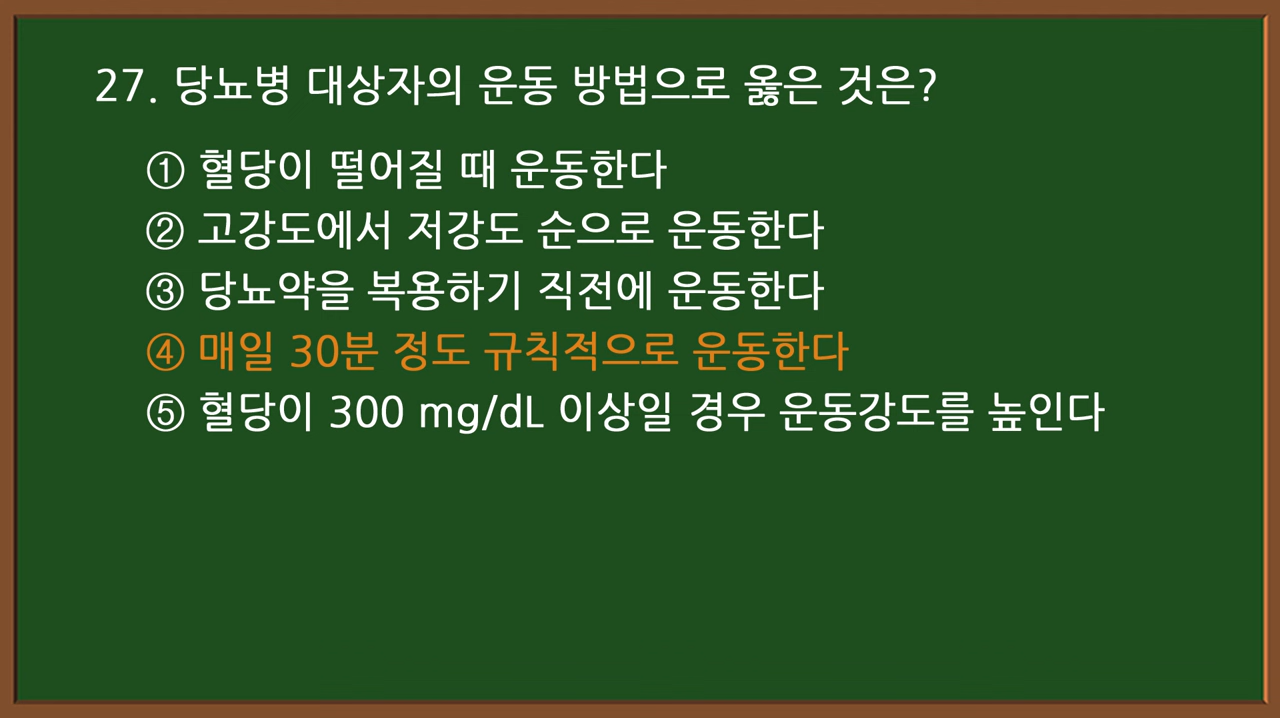 27. 당뇨병 대상자의 운동 방법으로 옳은 것은?
① 혈당이 떨어질 때 운동한다
② 고강도에서 저강도 순으로 운동한다
③ 당뇨약을 복용하기 직전에 운동한다
④ 매일 30분 정도 규칙적으로 운동한다
⑤ 혈당이 300 mg/dL 이상일 경우 운동강도를 높인다